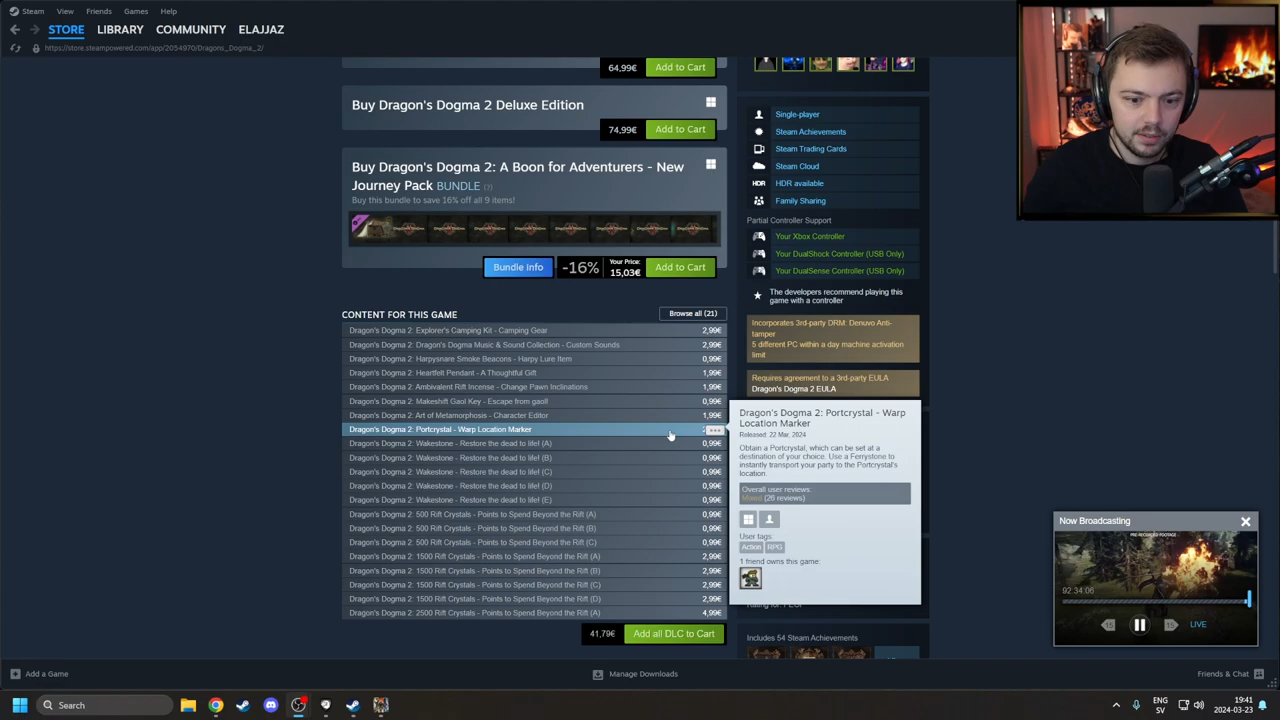 Steam View Friends Games Help
STORE LIBRARY COMMUNITY ELAJJAZ
https://store.steampowered.com/app/2054970/Dragons_Dogma_2/
64,99€ Add to Cart
Buy Dragon's Dogma 2 Deluxe Edition
74,99€ Add to Cart
Buy Dragon's Dogma 2: A Boon for Adventurers - New
Journey Pack BUNDLE (?)
Buy this bundle to save 16% off all 9 items!
Bundle Info -16% Your Price:
15,03€ Add to Cart
CONTENT FOR THIS GAME Browse all (21)
Dragon's Dogma 2: Explorer's Camping Kit - Camping Gear 2,99€
Dragon's Dogma 2: Dragon's Dogma Music & Sound Collection - Custom Sounds 2,99€
Dragon's Dogma 2: Harpysnare Smoke Beacons - Harpy Lure Item 0,99€
Dragon's Dogma 2: Heartfelt Pendant - A Thoughtful Gift 1,99€
Dragon's Dogma 2: Ambivalent Rift Incense - Change Pawn Inclinations 1,99€
Dragon's Dogma 2: Makeshift Gaol Key - Escape from gaol! 0,99€
Dragon's Dogma 2: Art of Metamorphosis - Character Editor 1,99€
Dragon's Dogma 2: Portcrystal - Warp Location Marker
Dragon's Dogma 2: Wakestone - Restore the dead to life! (A) 0,99€
Dragon's Dogma 2: Wakestone - Restore the dead to life! (B) 0,99€
Dragon's Dogma 2: Wakestone - Restore the dead to life! (C) 0,99€
Dragon's Dogma 2: Wakestone - Restore the dead to life! (D) 0,99€
Dragon's Dogma 2: Wakestone - Restore the dead to life! (E) 0,99€
Dragon's Dogma 2: 500 Rift Crystals - Points to Spend Beyond the Rift (A) 0,99€
Dragon's Dogma 2: 500 Rift Crystals - Points to Spend Beyond the Rift (B) 0,99€
Dragon's Dogma 2: 500 Rift Crystals - Points to Spend Beyond the Rift (C) 0,99€
Dragon's Dogma 2: 1500 Rift Crystals - Points to Spend Beyond the Rift (A) 2,99€
Dragon's Dogma 2: 1500 Rift Crystals - Points to Spend Beyond the Rift (B) 2,99€
Dragon's Dogma 2: 1500 Rift Crystals - Points to Spend Beyond the Rift (C) 2,99€
Dragon's Dogma 2: 1500 Rift Crystals - Points to Spend Beyond the Rift (D) 2,99€
Dragon's Dogma 2: 2500 Rift Crystals - Points to Spend Beyond the Rift (A) 4,99€
41,79€ Add all DLC to Cart
Single-player
Steam Achievements
Steam Trading Cards
Steam Cloud
HDR HDR available
Family Sharing
Partial Controller Support
Your Xbox Controller
Your DualShock Controller (USB Only)
Your DualSense Controller (USB Only)
The developers recommend playing this
game with a controller
Incorporates 3rd-party DRM: Denuvo Anti-
tamper
5 different PC within a day machine activation
limit
Requires agreement to a 3rd-party EULA
Dragon's Dogma 2 EULA
Dragon's Dogma 2: Portcrystal - Warp
Location Marker
Released: 22 Mar, 2024
Obtain a Portcrystal, which can be set at a
destination of your choice. Use a Ferrystone to
instantly transport your party to the Portcrystal's
location.
Overall user reviews:
Mixed (26 reviews)
User tags:
Action RPG
1 friend owns this game:
Rating for: PEGI
Includes 54 Steam Achievements
Now Broadcasting
PRE-RECORDED FOOTAGE
92:34:06
15 15 LIVE
Add a Game Manage Downloads Friends & Chat
Search
ENG
SV
19:41
2024-03-23